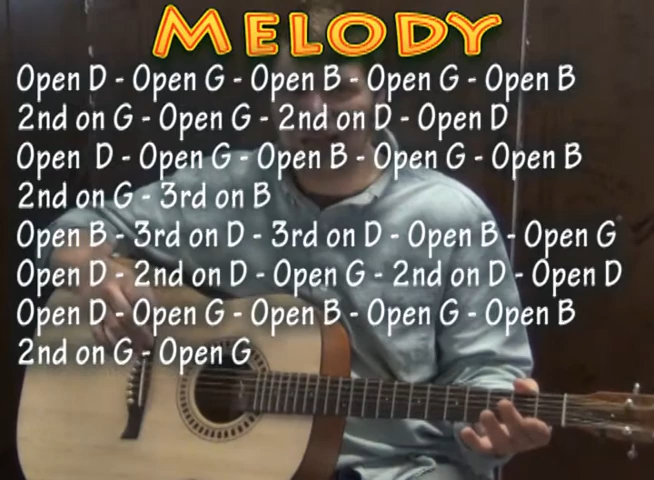 MELODY
Open D - Open G - Open B - Open G - Open B
2nd on G - Open G - 2nd on D - Open D
Open D - Open G - Open B - Open G - Open B
2nd on G - 3rd on B
Open B - 3rd on D - 3rd on D - Open B - Open G
Open D - 2nd on D - Open G - 2nd on D - Open D
Open D - Open G - Open B - Open G - Open B
2nd on G - Open G